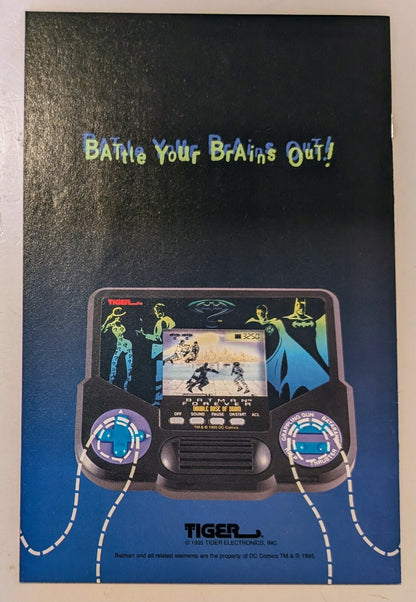 BATtle YouR BrAinS OuT!
TIGER
3250
BATMAN
FOREVER
DOUBLE DOSE OF DOOM
OFF SOUND PAUSE ON/START ACL
TM & © 1995 DC Comics
GRAPPLING GUN
THRUSTER
TIGER
© 1995 TIGER ELECTRONICS, INC.
Batman and all related elements are the property of DC Comics TM & © 1995